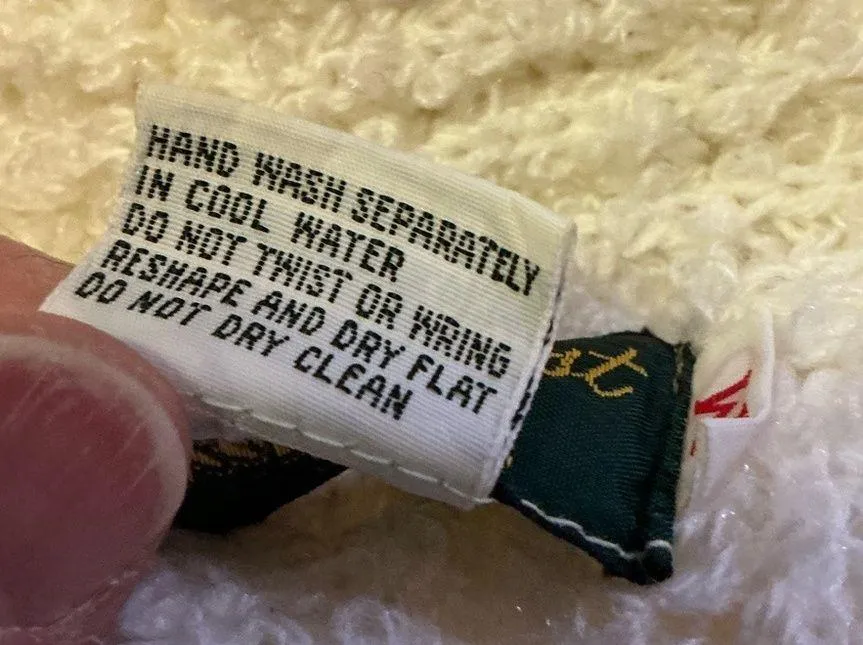 HAND WASH SEPARATELY
IN COOL WATER
DO NOT TWIST OR WRING
RESHAPE AND DRY FLAT
DO NOT DRY CLEAN